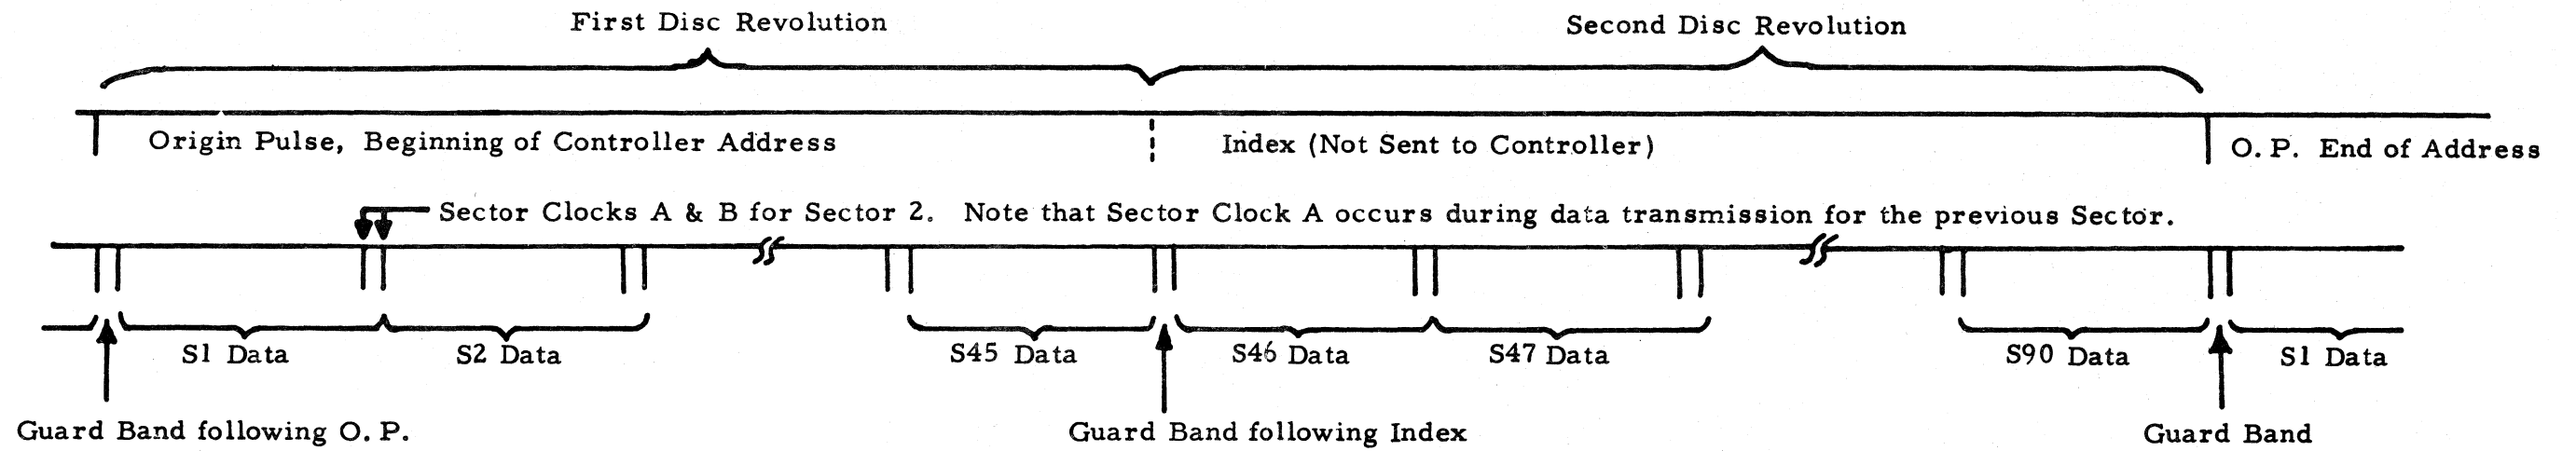 First Disc Revolution
Second Disc Revolution
Origin Pulse, Beginning of Controller Address
Index (Not Sent to Controller)
O. P. End of Address
Sector Clocks A & B for Sector 2. Note that Sector Clock A occurs during data transmission for the previous Sector.
S1 Data
S2 Data
S45 Data
S46 Data
S47 Data
S90 Data
S1 Data
Guard Band following O. P.
Guard Band following Index
Guard Band